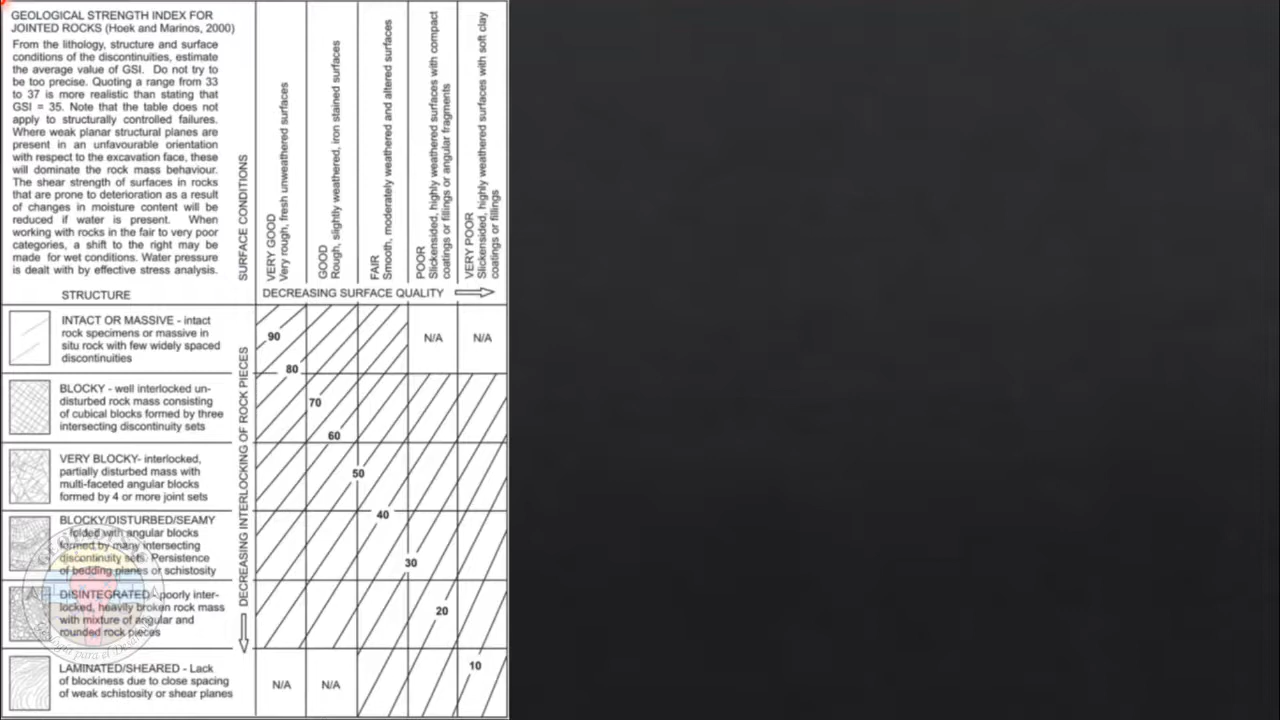 GEOLOGICAL STRENGTH INDEX FOR
JOINTED ROCKS (Hoek and Marinos, 2000)
From the lithology, structure and surface
conditions of the discontinuities, estimate
the average value of GSI. Do not try to
be too precise. Quoting a range from 33
to 37 is more realistic than stating that
GSI = 35. Note that the table does not
apply to structurally controlled failures.
Where weak planar structural planes are
present in an unfavourable orientation
with respect to the excavation face, these
will dominate the rock mass behaviour.
The shear strength of surfaces in rocks
that are prone to deterioration as a result
of changes in moisture content will be
reduced if water is present. When
working with rocks in the fair to very poor
categories, a shift to the right may be
made for wet conditions. Water pressure
is dealt with by effective stress analysis.
STRUCTURE
SURFACE CONDITIONS
VERY GOOD
Very rough, fresh unweathered surfaces
GOOD
Rough, slightly weathered, iron stained surfaces
FAIR
Smooth, moderately weathered and altered surfaces
POOR
Slickensided, highly weathered surfaces with compact
coatings or fillings or angular fragments
VERY POOR
Slickensided, highly weathered surfaces with soft clay
coatings or fillings
DECREASING SURFACE QUALITY
DECREASING INTERLOCKING OF ROCK PIECES
INTACT OR MASSIVE - intact
rock specimens or massive in
situ rock with few widely spaced
discontinuities
90
N/A
N/A
80
BLOCKY - well interlocked un-
disturbed rock mass consisting
of cubical blocks formed by three
intersecting discontinuity sets
70
60
VERY BLOCKY- interlocked,
partially disturbed mass with
multi-faceted angular blocks
formed by 4 or more joint sets
50
40
BLOCKY/DISTURBED/SEAMY
folded with angular blocks
formed by many intersecting
discontinuity sets. Persistence
of bedding planes or schistosity
30
DISINTEGRATED - poorly inter-
locked, heavily broken rock mass
with mixture of angular and
rounded rock pieces
20
LAMINATED/SHEARED - Lack
of blockiness due to close spacing
of weak schistosity or shear planes
N/A
N/A
10